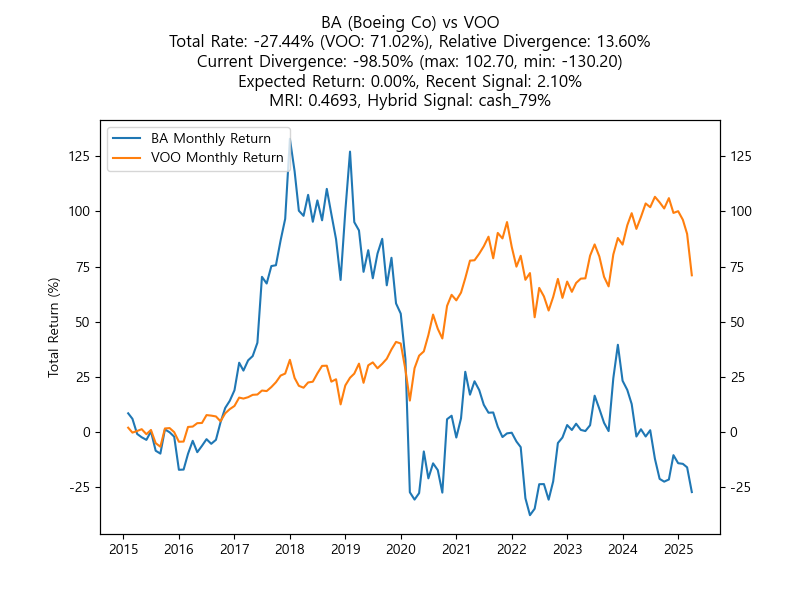 BA (Boeing Co) vs VOO
Total Rate: -27.44% (VOO: 71.02%), Relative Divergence: 13.60%
Current Divergence: -98.50% (max: 102.70, min: -130.20)
Expected Return: 0.00%, Recent Signal: 2.10%
MRI: 0.4693, Hybrid Signal: cash_79%
BA Monthly Return
VOO Monthly Return
Total Return (%)
125
100
75
50
25
0
-25
125
100
75
50
25
0
-25
2015 2016 2017 2018 2019 2020 2021 2022 2023 2024 2025